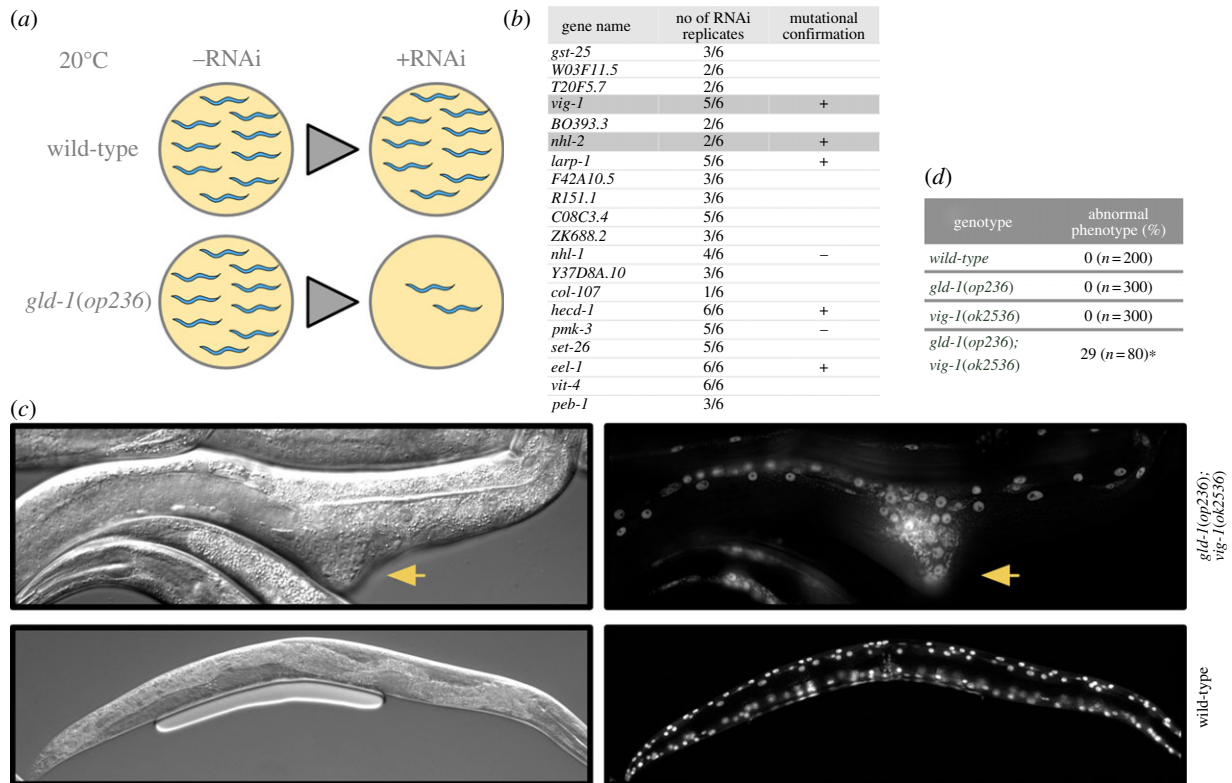 (a)
20°C
–RNAi
+RNAi
wild-type
gld-1(op236)
(b)
gene name no of RNAi replicates mutational confirmation
gst-25 3/6
W03F11.5 2/6
T20F5.7 2/6
vig-1 5/6 +
BO393.3 2/6
nhl-2 2/6 +
larp-1 5/6 +
F42A10.5 3/6
R151.1 3/6
C08C3.4 5/6
ZK688.2 3/6
nhl-1 4/6 –
Y37D8A.10 3/6
col-107 1/6
hecd-1 6/6 +
pmk-3 5/6 –
set-26 5/6
eel-1 6/6 +
vit-4 6/6
peb-1 3/6
(d)
genotype abnormal phenotype (%)
wild-type 0 (n = 200)
gld-1(op236) 0 (n = 300)
vig-1(ok2536) 0 (n = 300)
gld-1(op236); vig-1(ok2536) 29 (n = 80)*
(c)
gld-1(op236);
vig-1(ok2536)
wild-type